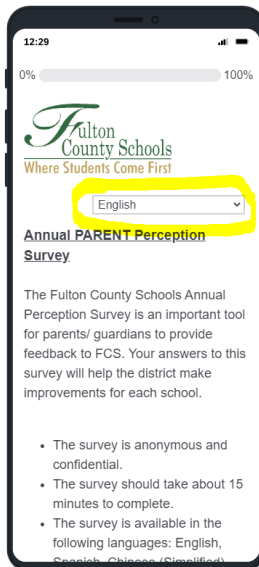 12:29
0% 100%
Fulton
County Schools
Where Students Come First
English
Annual PARENT Perception
Survey
The Fulton County Schools Annual
Perception Survey is an important tool
for parents/ guardians to provide
feedback to FCS. Your answers to this
survey will help the district make
improvements for each school.
• The survey is anonymous and
confidential.
• The survey should take about 15
minutes to complete.
• The survey is available in the
following languages: English,
Spanish, Chinese (Simplified)